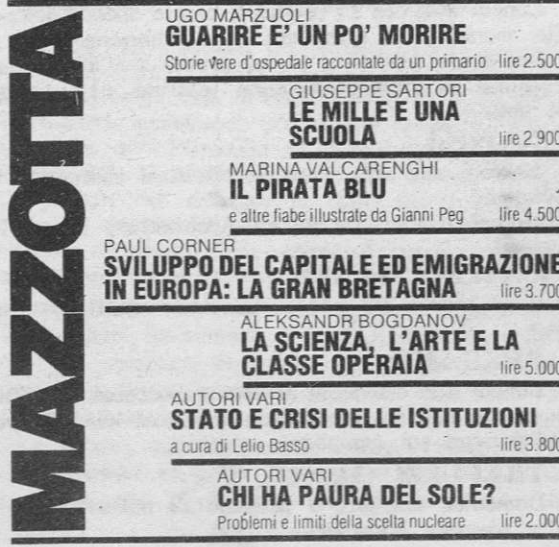 MAZZOTTA
UGO MARZUOLI
GUARIRE E' UN PO' MORIRE
Storie vere d'ospedale raccontate da un primario lire 2.500
GIUSEPPE SARTORI
LE MILLE E UNA
SCUOLA lire 2.900
MARINA VALCARENGHI
IL PIRATA BLU
e altre fiabe illustrate da Gianni Peg lire 4.500
PAUL CORNER
SVILUPPO DEL CAPITALE ED EMIGRAZIONE
IN EUROPA: LA GRAN BRETAGNA lire 3.700
ALEKSANDR BOGDANOV
LA SCIENZA, L'ARTE E LA
CLASSE OPERAIA lire 5.000
AUTORI VARI
STATO E CRISI DELLE ISTITUZIONI
a cura di Lelio Basso lire 3.800
AUTORI VARI
CHI HA PAURA DEL SOLE?
Problemi e limiti della scelta nucleare lire 2.000